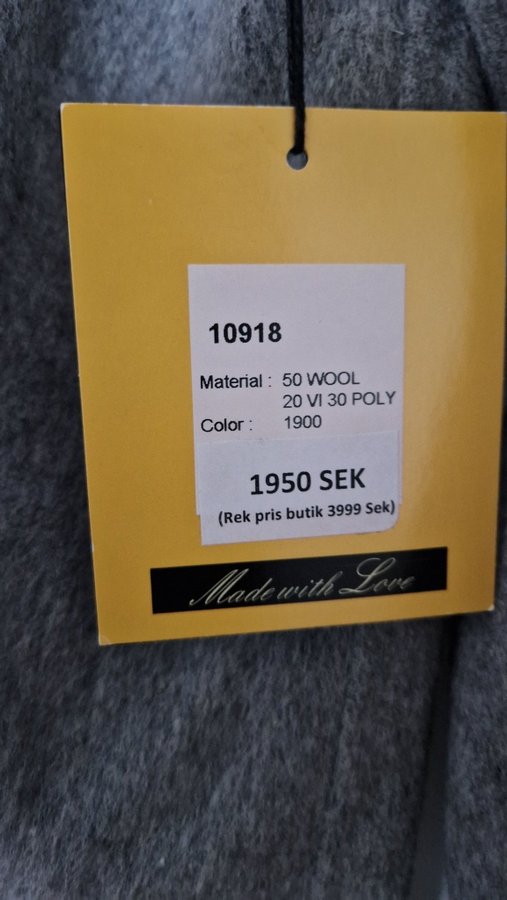 10918
Material : 50 WOOL
20 VI 30 POLY
Color : 1900
1950 SEK
(Rek pris butik 3999 Sek)
Made with Love